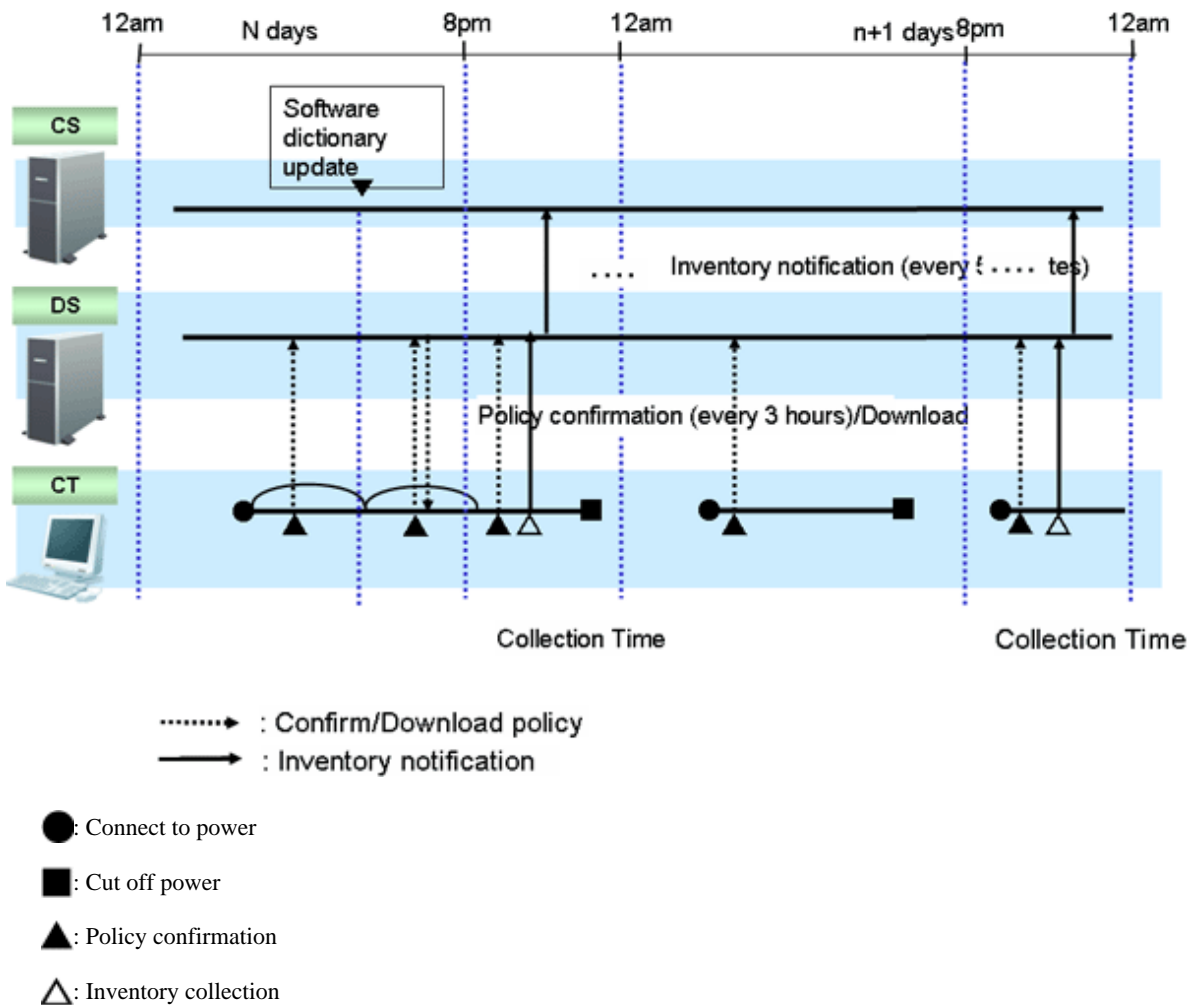 12am N days 8pm 12am n+1 days 8pm 12am
Software
dictionary
update
CS
.... Inventory notification (every .... tes)
DS
Policy confirmation (every 3 hours)/Download
CT
Collection Time Collection Time
: Confirm/Download policy
: Inventory notification
: Connect to power
: Cut off power
: Policy confirmation
: Inventory collection